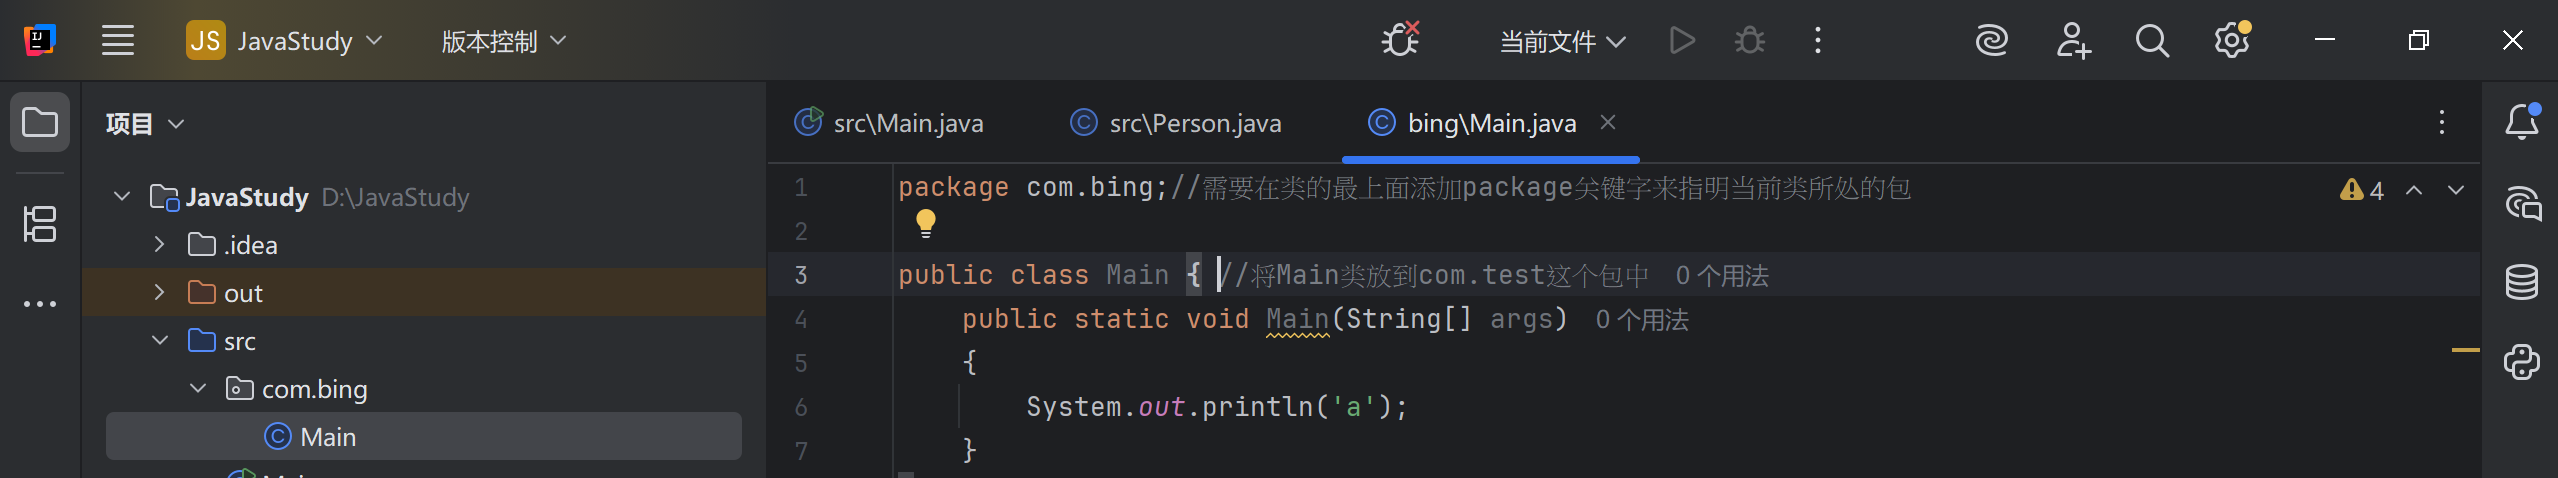 JS JavaStudy 版本控制 当前文件
项目
src\Main.java src\Person.java bing\Main.java
JavaStudy D:\JavaStudy
.idea
out
src
com.bing
Main
1 package com.bing;//需要在类的最上面添加package关键字来指明当前类所处的包 4
2
3 public class Main { //将Main类放到com.test这个包中 0 个用法
4 public static void Main(String[] args) 0 个用法
5 {
6 System.out.println('a');
7 }